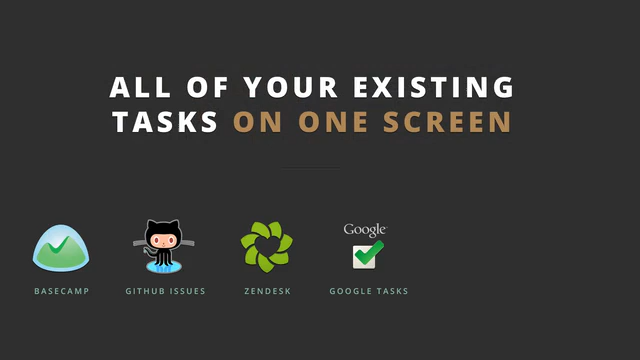 ALL OF YOUR EXISTING
TASKS ON ONE SCREEN
Google
BASECAMP
GITHUB ISSUES
ZENDESK
GOOGLE TASKS